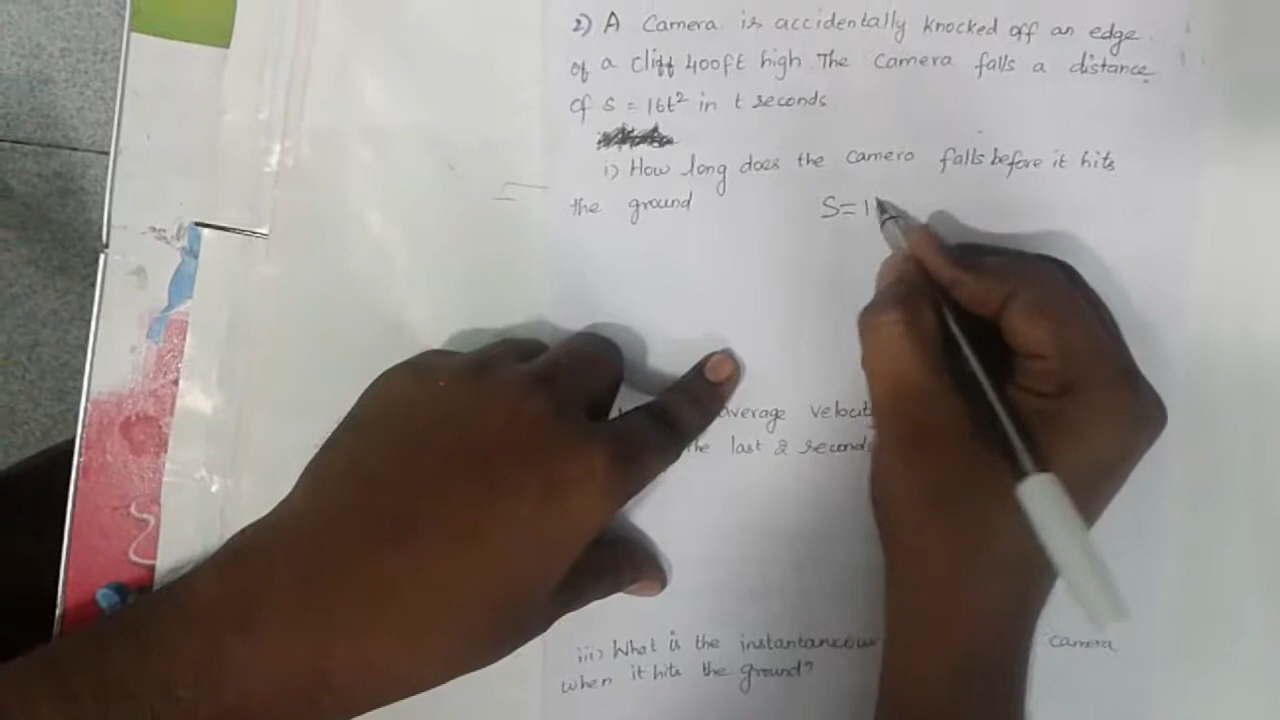 2) A Camera is accidentally knocked off an edge
of a cliff 400ft high. The camera falls a distance
of s = 16t² in t seconds
i) How long does the camera falls before it hits
the ground
S=1
average velocit
the last 2 seconds
iii) What is the instantaneous camera
when it hits the ground?